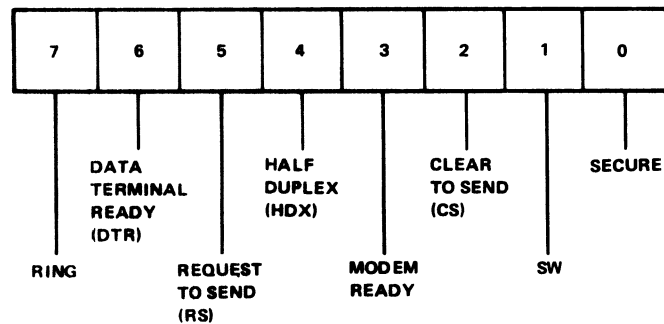 7 6 5 4 3 2 1 0
DATA
TERMINAL
READY
(DTR)
HALF
DUPLEX
(HDX)
CLEAR
TO SEND
(CS)
SECURE
RING
REQUEST
TO SEND
(RS)
MODEM
READY
SW